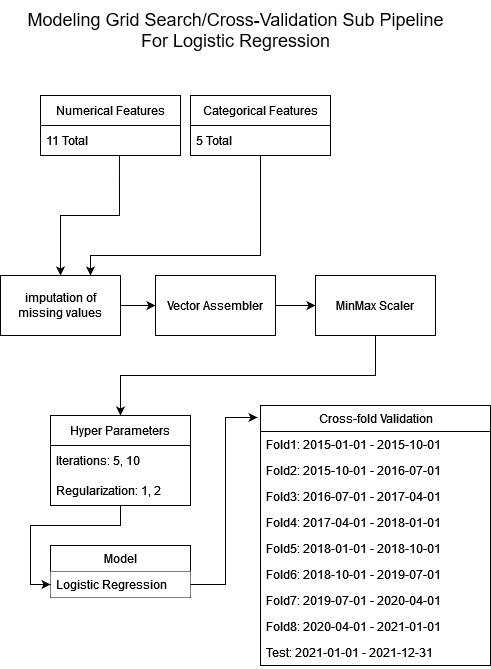 Modeling Grid Search/Cross-Validation Sub Pipeline
For Logistic Regression
Numerical Features
11 Total
Categorical Features
5 Total
imputation of
missing values
Vector Assembler
MinMax Scaler
Hyper Parameters
Iterations: 5, 10
Regularization: 1, 2
Model
Logistic Regression
Cross-fold Validation
Fold1: 2015-01-01 - 2015-10-01
Fold2: 2015-10-01 - 2016-07-01
Fold3: 2016-07-01 - 2017-04-01
Fold4: 2017-04-01 - 2018-01-01
Fold5: 2018-01-01 - 2018-10-01
Fold6: 2018-10-01 - 2019-07-01
Fold7: 2019-07-01 - 2020-04-01
Fold8: 2020-04-01 - 2021-01-01
Test: 2021-01-01 - 2021-12-31